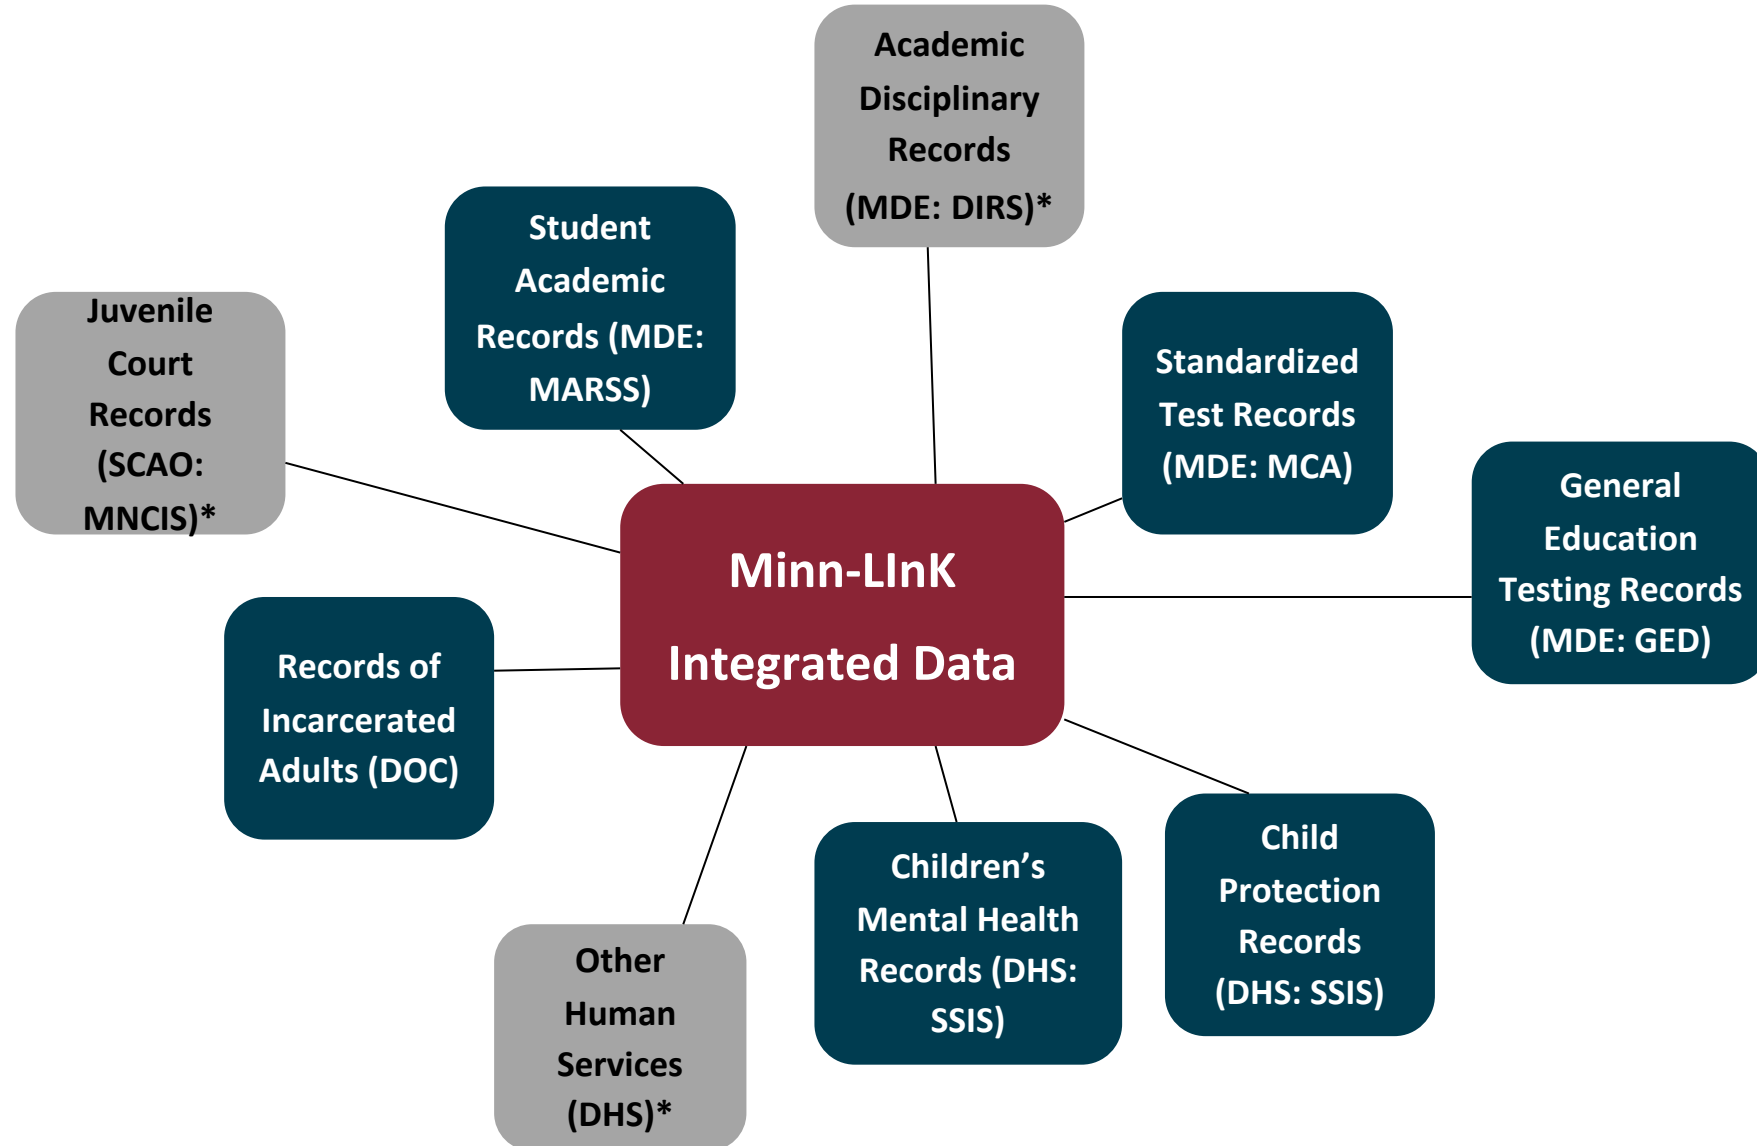 Academic
Disciplinary
Records
(MDE: DIRS)*
Student
Academic
Records (MDE:
MARSS)
Juvenile
Court
Records
(SCAO:
MNCIS)*
Standardized
Test Records
(MDE: MCA)
General
Education
Testing Records
(MDE: GED)
Minn-LInK
Integrated Data
Records of
Incarcerated
Adults (DOC)
Child
Protection
Records
(DHS: SSIS)
Children’s
Mental Health
Records (DHS:
SSIS)
Other
Human
Services
(DHS)*